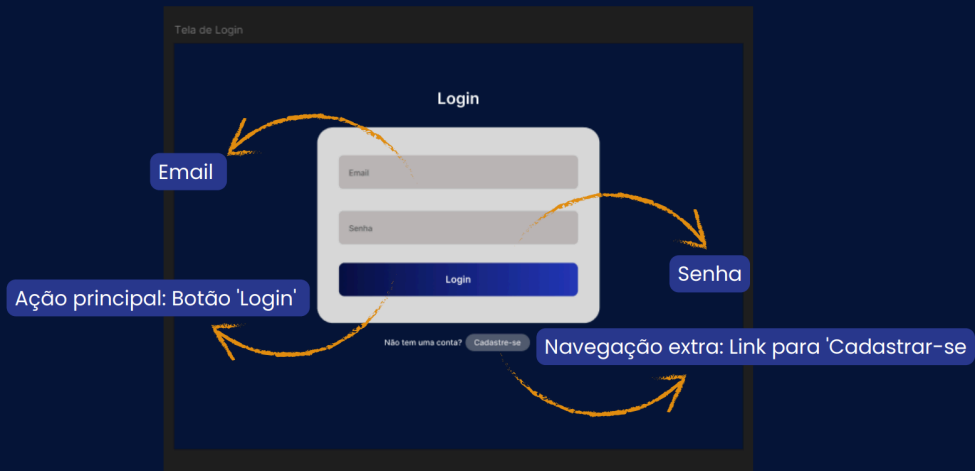 Tela de Login
Login
Email
Email
Senha
Senha
Login
Ação principal: Botão 'Login'
Não tem uma conta? Cadastre-se
Navegação extra: Link para 'Cadastrar-se